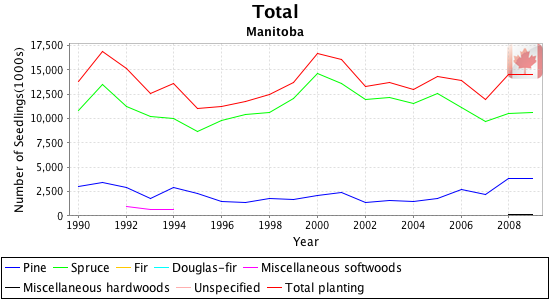 Total
Manitoba
Number of Seedlings(1000s)
17,500
15,000
12,500
10,000
7,500
5,000
2,500
0
1990 1992 1994 1996 1998 2000 2002 2004 2006 2008
Year
Pine Spruce Fir Douglas-fir Miscellaneous softwoods
Miscellaneous hardwoods Unspecified Total planting